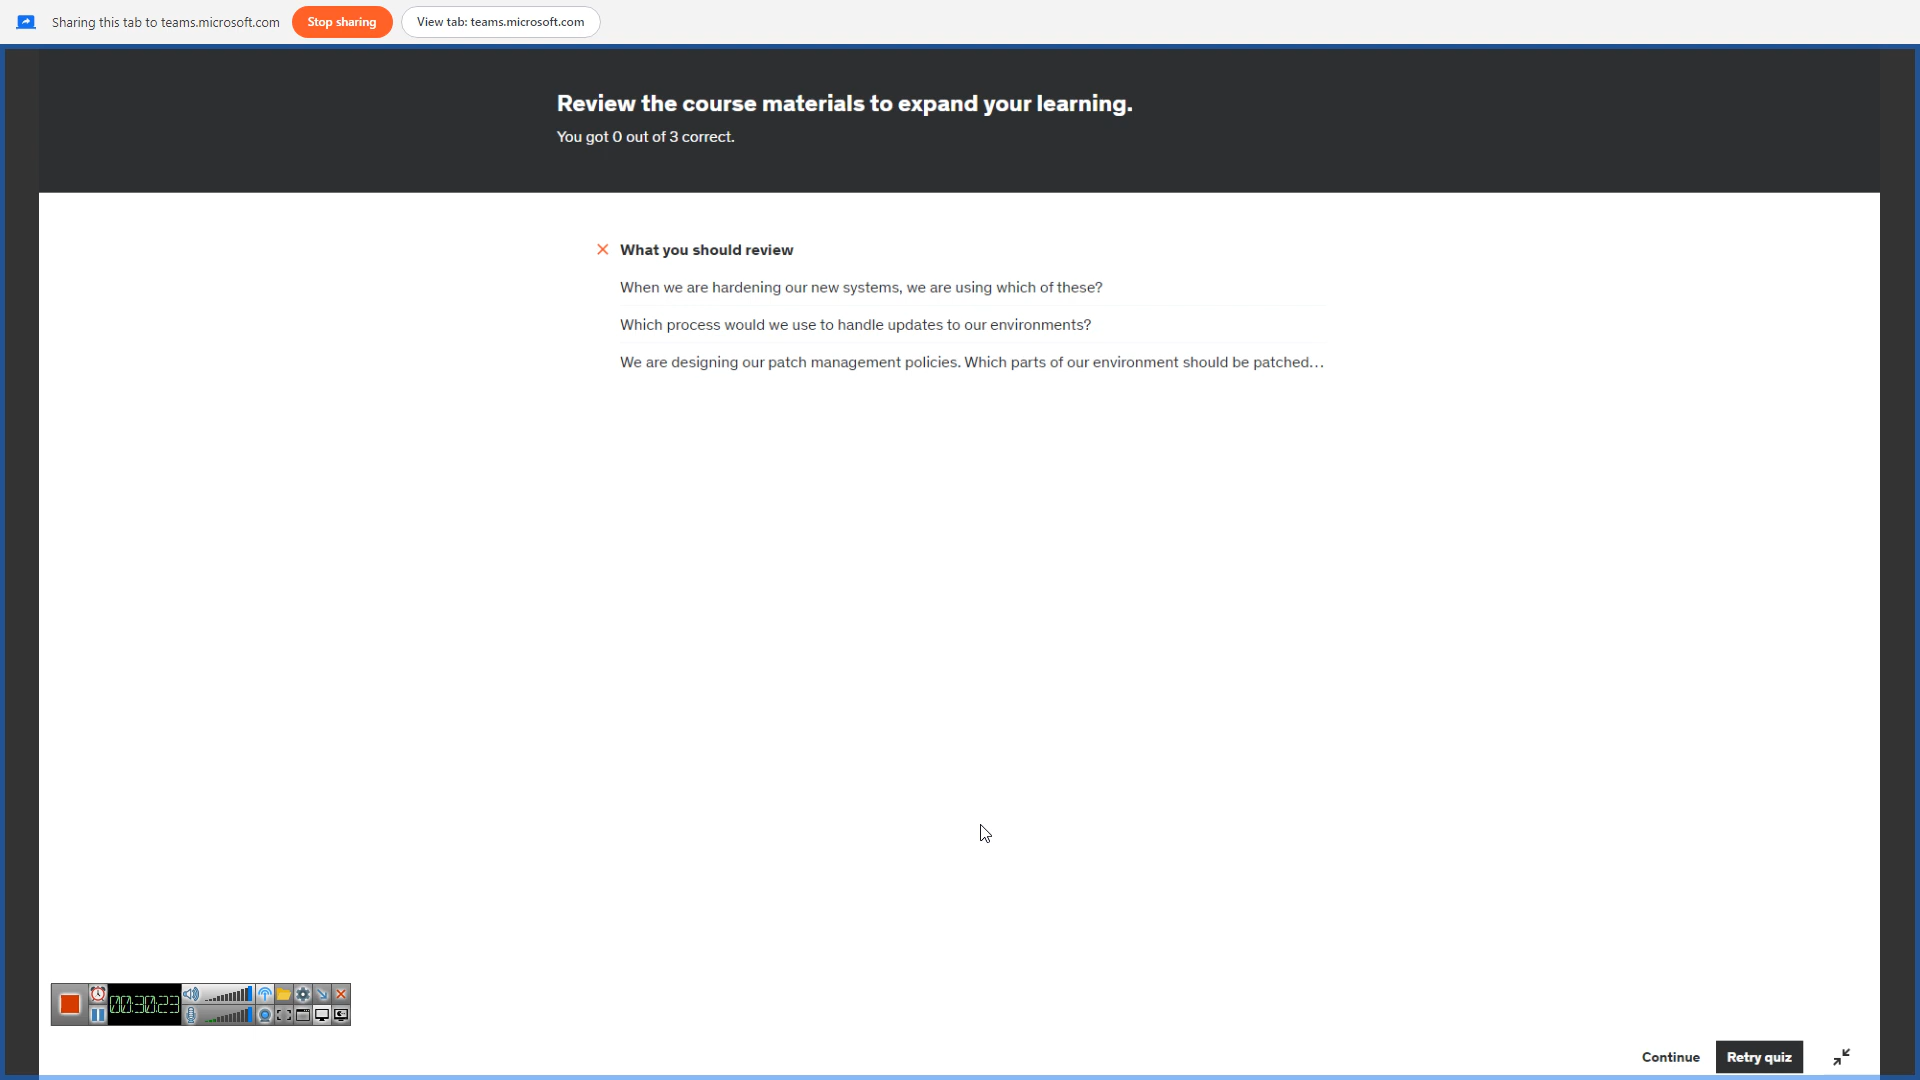 Sharing this tab to teams.microsoft.com
Stop sharing
View tab: teams.microsoft.com
Review the course materials to expand your learning.
You got 0 out of 3 correct.
What you should review
When we are hardening our new systems, we are using which of these?
Which process would we use to handle updates to our environments?
We are designing our patch management policies. Which parts of our environment should be patched...
00:30:23
Continue
Retry quiz